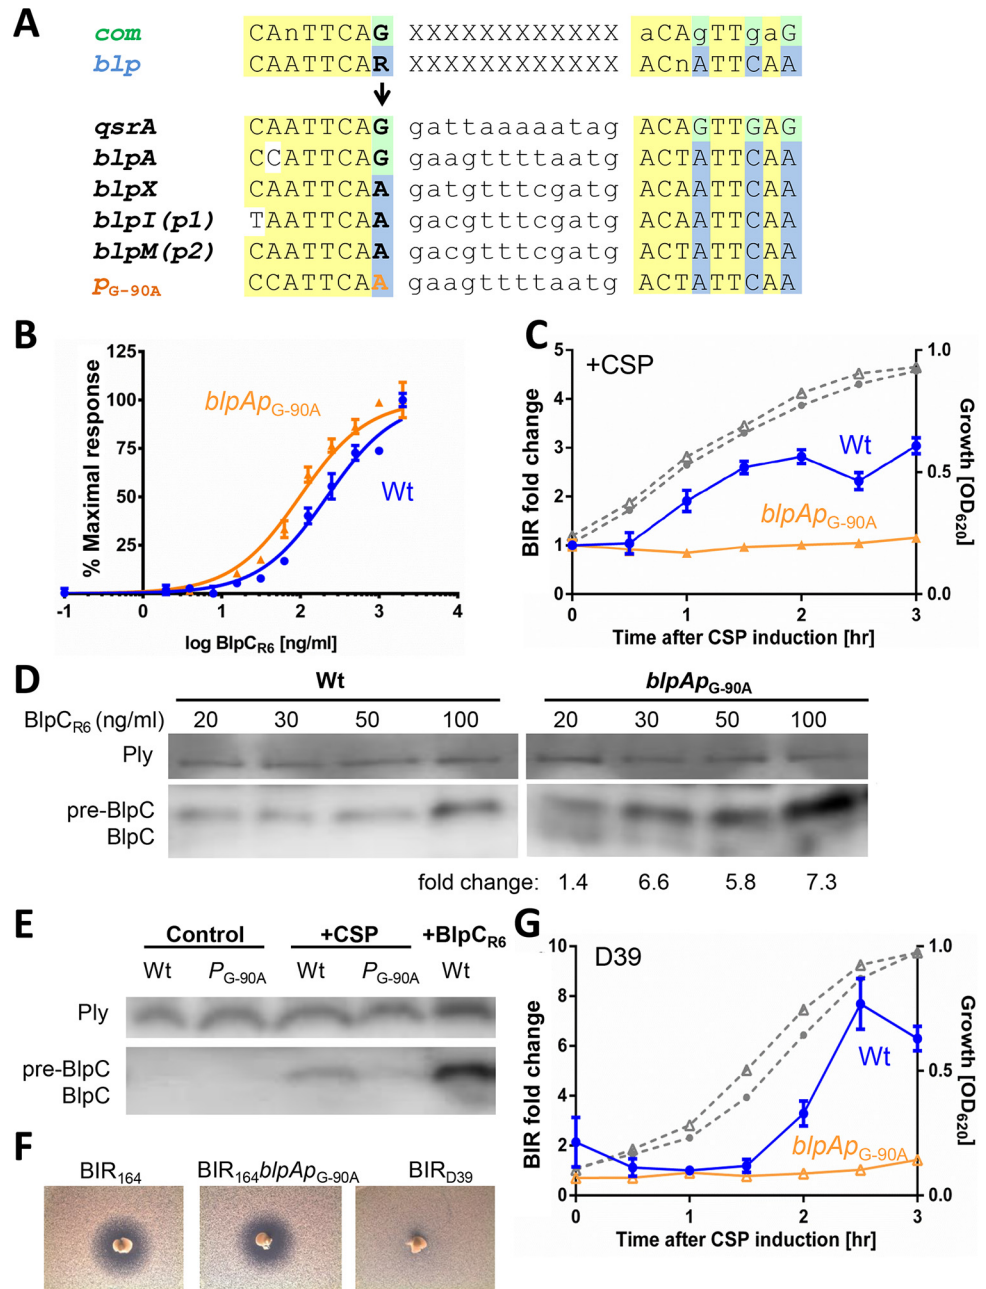 A
com CAnTTCAG XXXXXXXXXXXX aCAgTTgaG
blp CAATTCAR XXXXXXXXXXXX ACnATTCAA
qsrA CAATTCAG gattaaaaatag ACAGTTGAG
blpA CCATTCAG gaagttttaatg ACTATTCAA
blpX CAATTCAA gatgtttcgatg ACAATTCAA
blpI(p1) TAATTCAA gacgtttcgatg ACAATTCAA
blpM(p2) CAATTCAA gacgtttcgatg ACTATTCAA
pG-90A CCATTCAA gaagttttaatg ACTATTCAA
B
% Maximal response
125
100
75
50
25
-1 0 1 2 3 4
log BlpCR6 [ng/ml]
blpApG-90A
Wt
C
+CSP
BIR fold change
5
4
3
2
1
0
0 1 2 3
Time after CSP induction [hr]
1.0
0.5
0.0
Growth [OD620]
Wt
blpApG-90A
D
Wt blpApG-90A
BlpCR6 (ng/ml) 20 30 50 100 20 30 50 100
Ply
pre-BlpC
BlpC
fold change: 1.4 6.6 5.8 7.3
E
Control +CSP +BlpCR6
Wt PG-90A Wt PG-90A Wt
Ply
pre-BlpC
BlpC
F
BIR164 BIR164blpApG-90A BIRD39
G
D39
BIR fold change
10
8
6
4
2
0
0 1 2 3
Time after CSP induction [hr]
1.0
0.5
0.0
Growth [OD620]
Wt
blpApG-90A